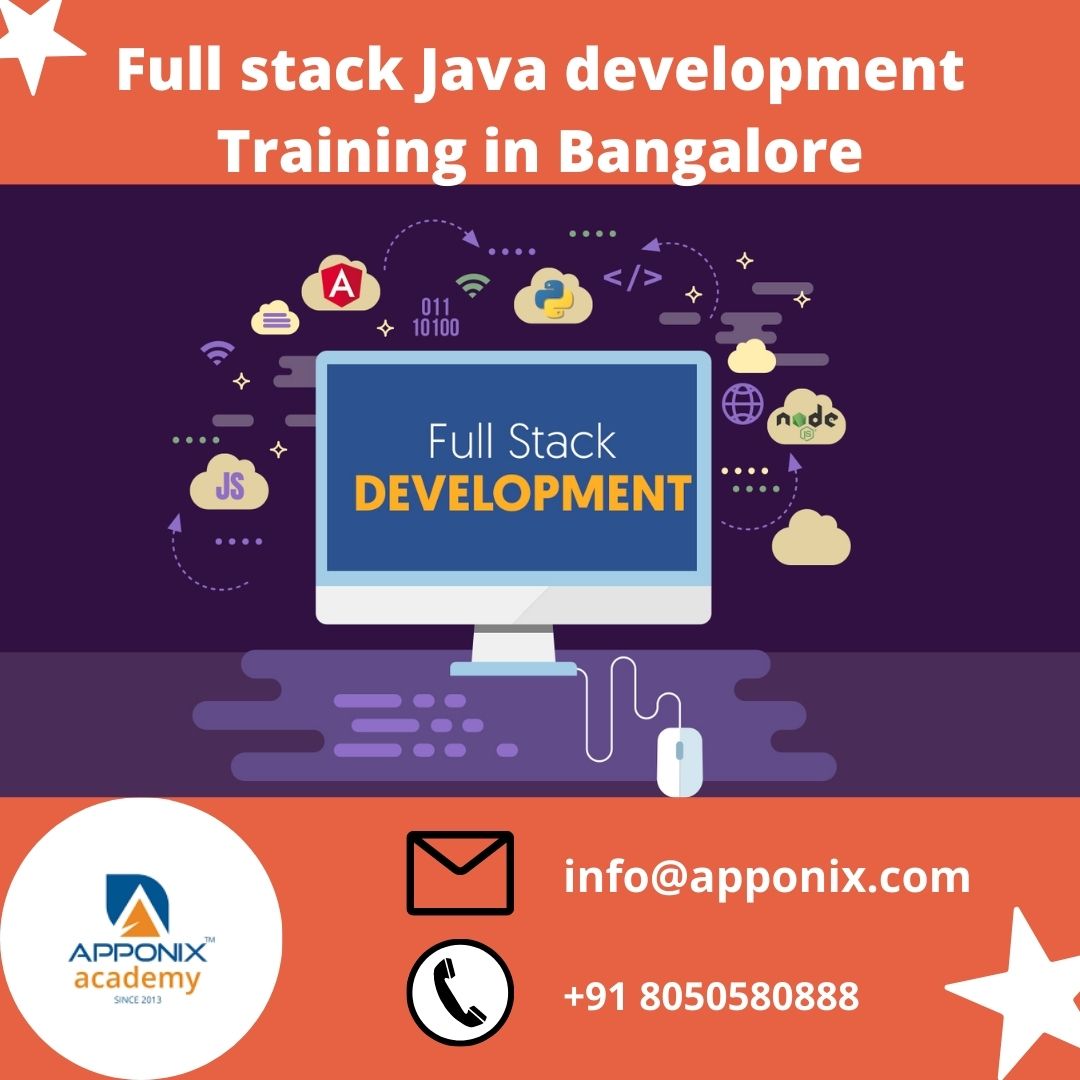 Full stack Java development
Training in Bangalore
A
011
10100
</>
JS
node
JS
Full Stack
DEVELOPMENT
APPONIX™
academy
SINCE 2013
info@apponix.com
+91 8050580888